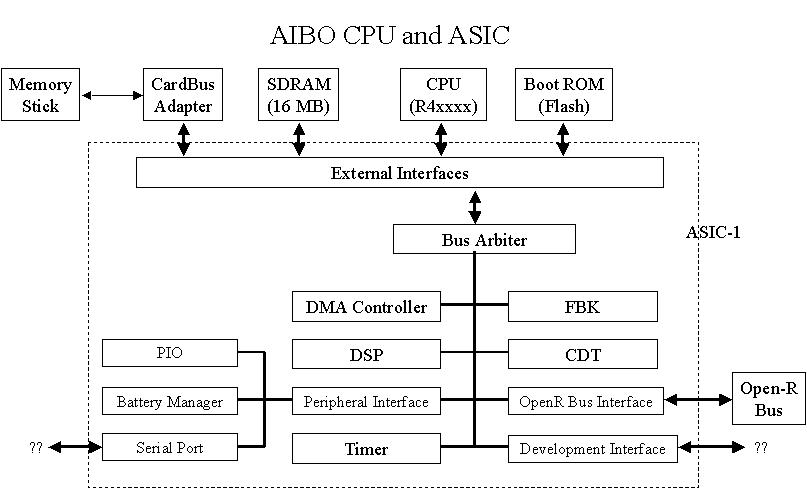 AIBO CPU and ASIC
Memory
Stick
CardBus
Adapter
SDRAM
(16 MB)
CPU
(R4xxxx)
Boot ROM
(Flash)
External Interfaces
ASIC-1
Bus Arbiter
DMA Controller
FBK
PIO
DSP
CDT
Battery Manager
Peripheral Interface
OpenR Bus Interface
Open-R
Bus
??
Serial Port
Timer
Development Interface
??